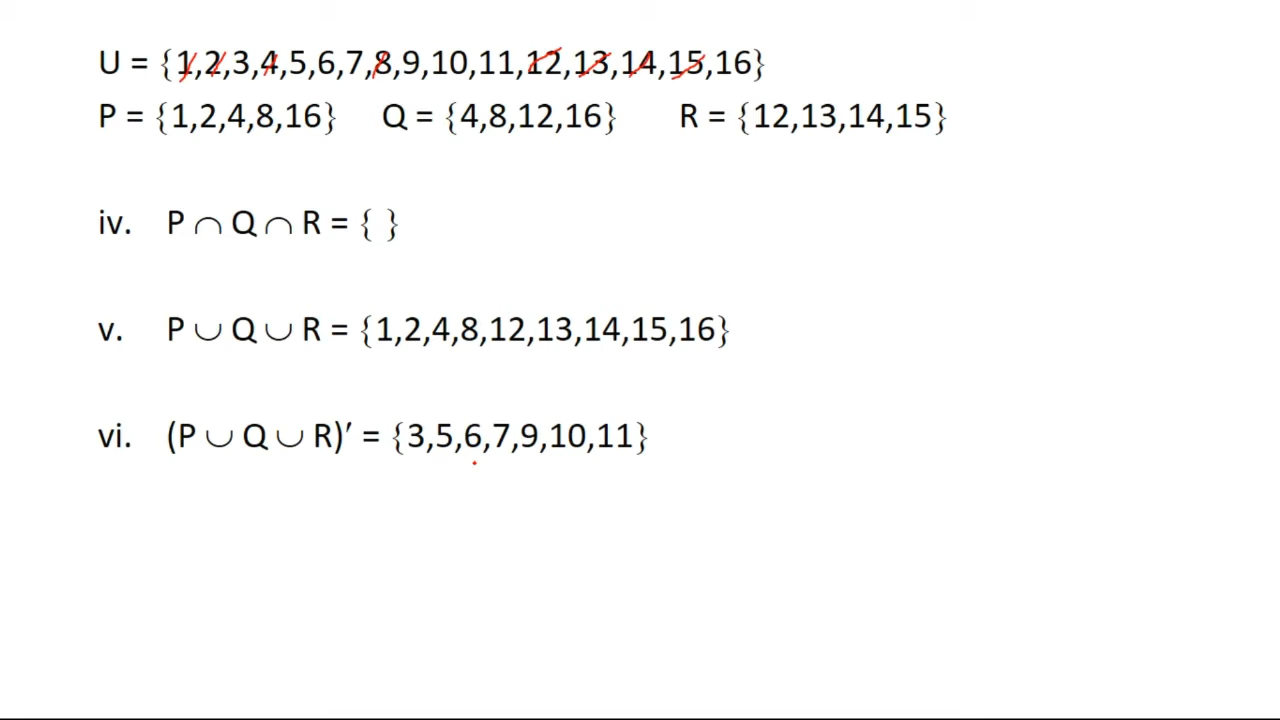 U = {1,2,3,4,5,6,7,8,9,10,11,12,13,14,15,16}
P = {1,2,4,8,16} Q = {4,8,12,16} R = {12,13,14,15}
iv. P ∩ Q ∩ R = { }
v. P ∪ Q ∪ R = {1,2,4,8,12,13,14,15,16}
vi. (P ∪ Q ∪ R)′ = {3,5,6,7,9,10,11}